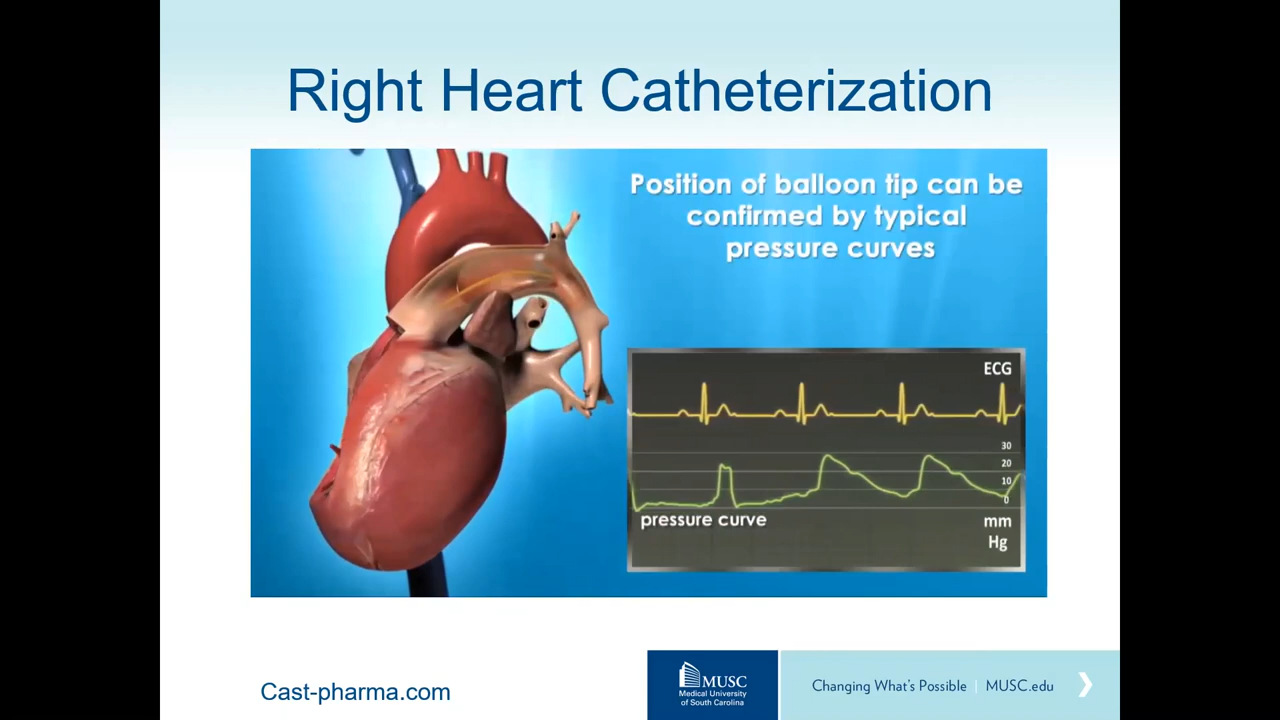 Right Heart Catheterization
Position of balloon tip can be
confirmed by typical
pressure curves
ECG
30
20
10
0
pressure curve
mm
Hg
Cast-pharma.com
MUSC
Medical University
of South Carolina
Changing What's Possible | MUSC.edu